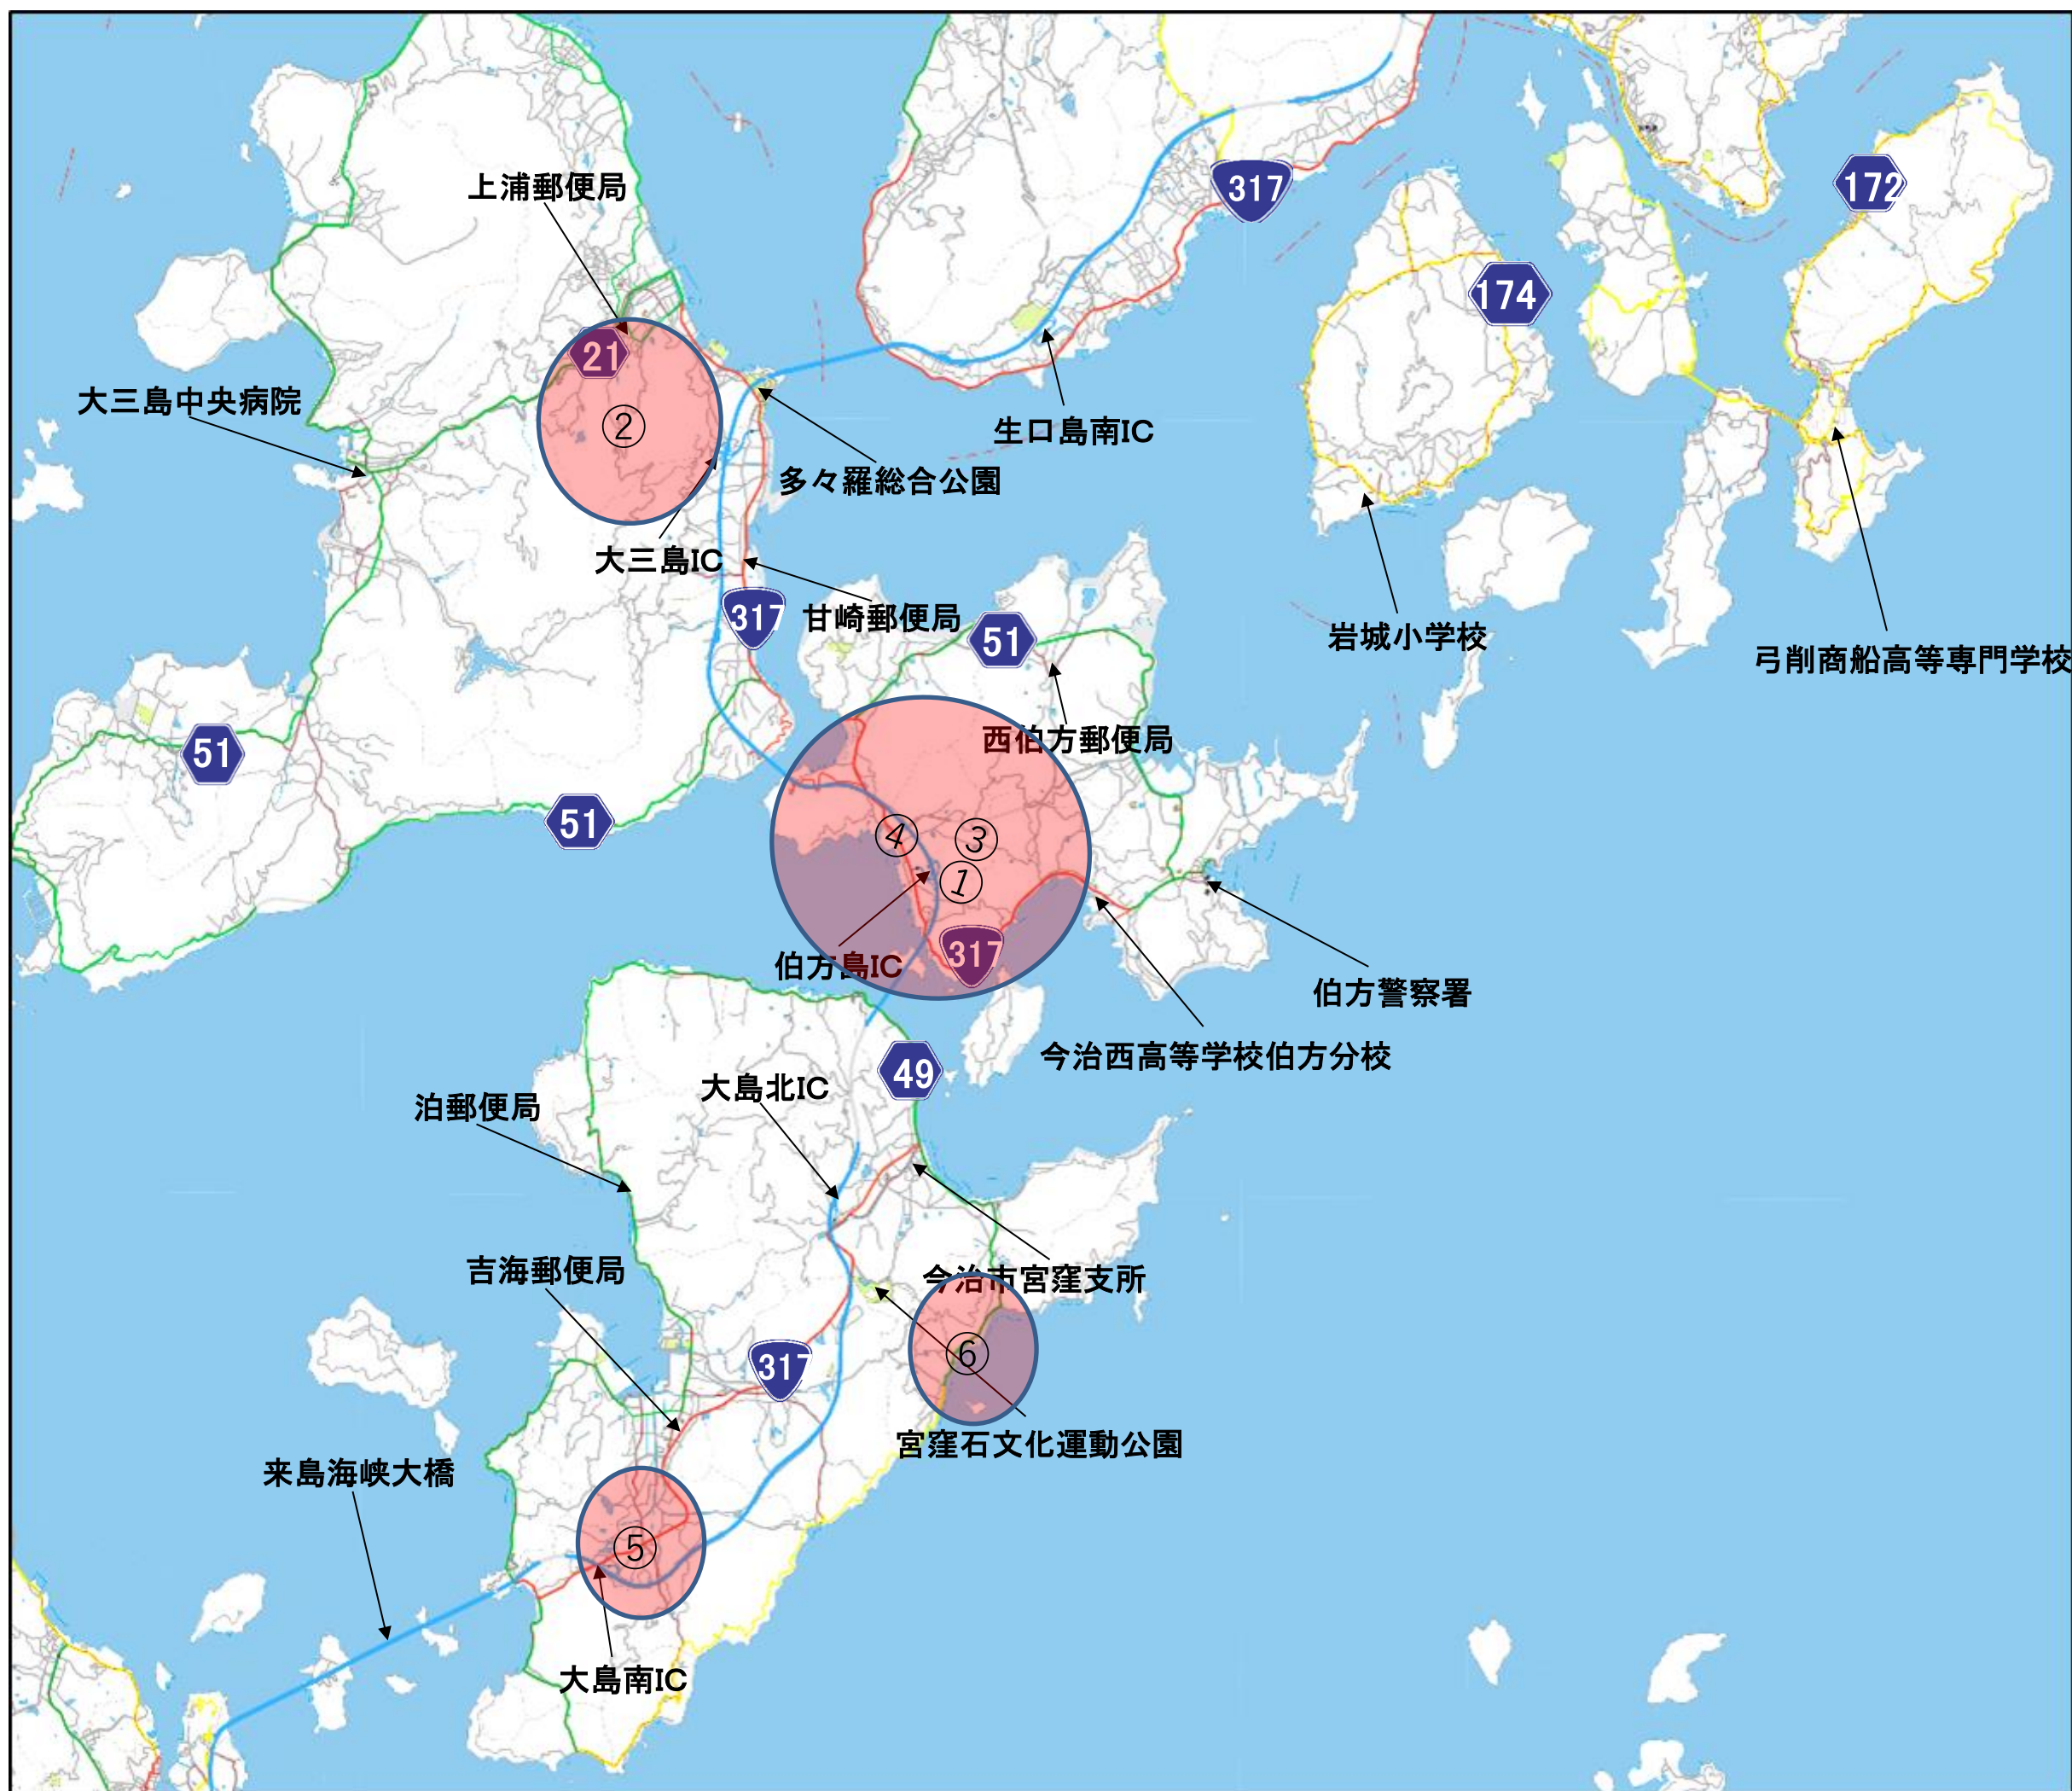 上浦郵便局
317
172
174
21
大三島中央病院
②
生口島南IC
多々羅総合公園
大三島IC
317
甘崎郵便局
51
岩城小学校
弓削商船高等専門学校
西伯方郵便局
51
51
④
③
①
317
伯方島IC
伯方警察署
今治西高等学校伯方分校
49
大島北IC
泊郵便局
吉海郵便局
今治市宮窪支所
317
⑥
宮窪石文化運動公園
来島海峡大橋
⑤
大島南IC